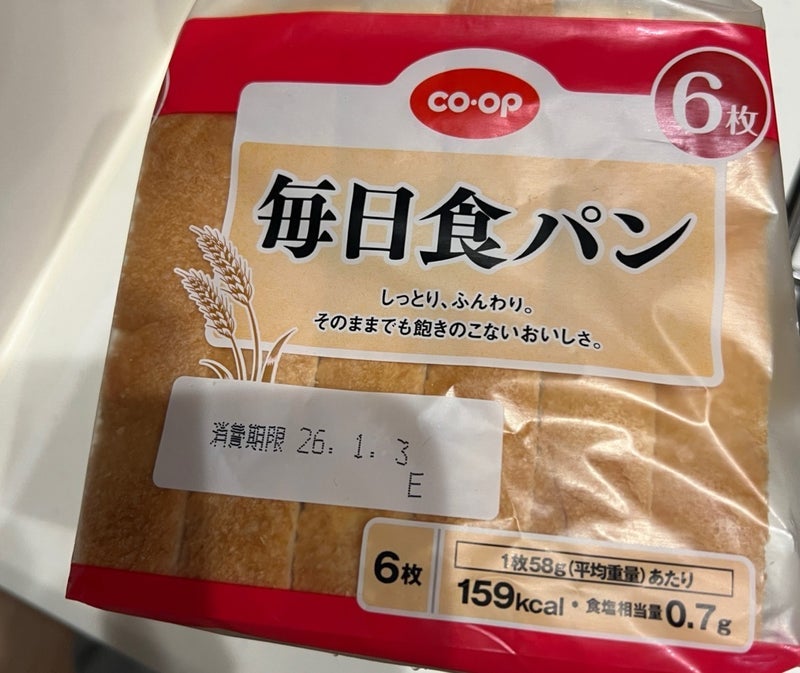 co·op
6枚
毎日食パン
しっとり、ふんわり。
そのままでも飽きのこないおいしさ。
消費期限 26. 1. 3
E
6枚
1枚58g(平均重量)あたり
159kcal・食塩相当量0.7g